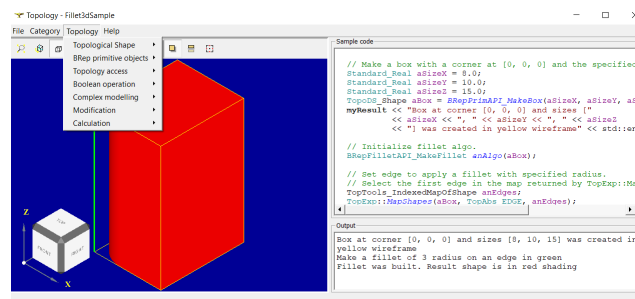 Topology - Fillet3dSample
File Category Topology Help
Topological Shape
BRep primitive objects
Topology access
Boolean operation
Complex modelling
Modification
Calculation
Z
TOP
FRONT
RIGHT
X
Sample code
// Make a box with a corner at [0, 0, 0] and the specified
Standard_Real aSizeX = 8.0;
Standard_Real aSizeY = 10.0;
Standard_Real aSizeZ = 15.0;
TopoDS_Shape aBox = BRepPrimAPI_MakeBox(aSizeX, aSizeY, aS
myResult << "Box at corner [0, 0, 0] and sizes ["
<< aSizeX << ", " << aSizeY << ", " << aSizeZ
<< "] was created in yellow wireframe" << std::en
// Initialize fillet algo.
BRepFilletAPI_MakeFillet anAlgo(aBox);
// Set edge to apply a fillet with specified radius.
// Select the first edge in the map returned by TopExp::Ma
TopTools_IndexedMapOfShape anEdges;
TopExp::MapShapes(aBox, TopAbs_EDGE, anEdges);
Output
Box at corner [0, 0, 0] and sizes [8, 10, 15] was created in
yellow wireframe
Make a fillet of 3 radius on an edge in green
Fillet was built. Result shape is in red shading